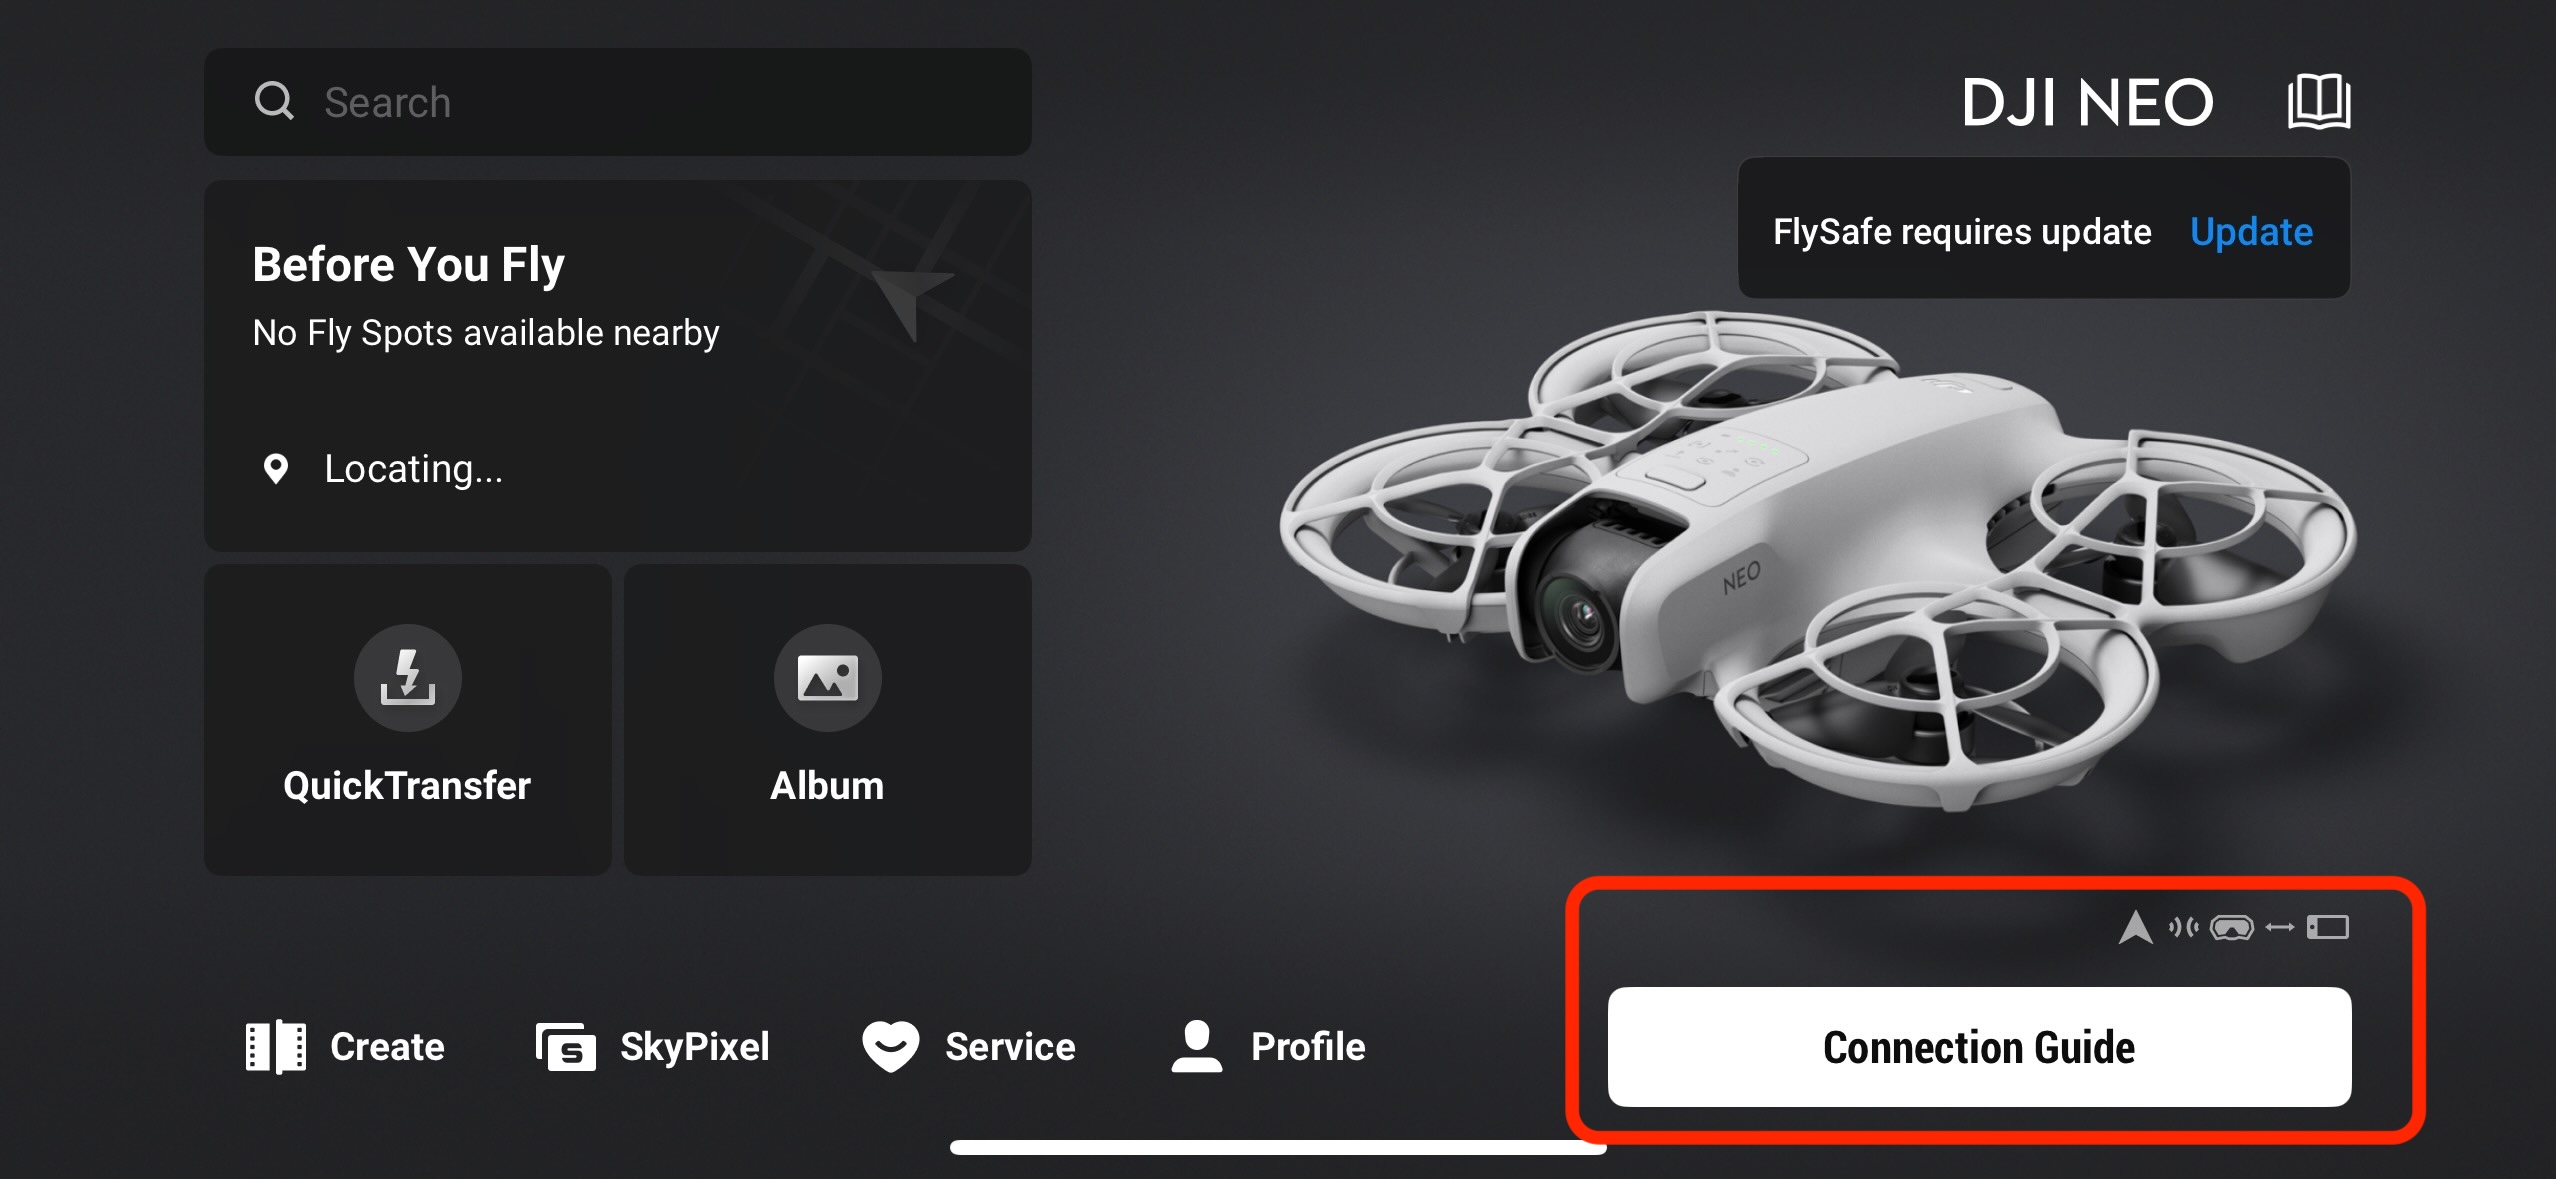 Search
DJI NEO
FlySafe requires update Update
Before You Fly
No Fly Spots available nearby
Locating...
NEO
QuickTransfer
Album
Create
SkyPixel
Service
Profile
Connection Guide